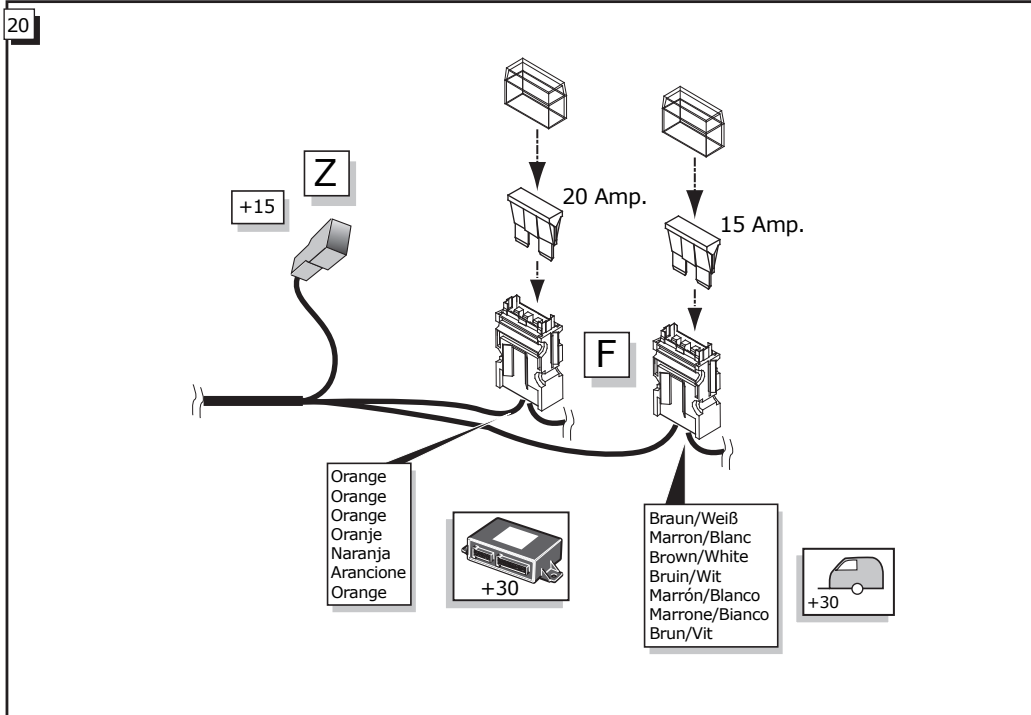 20
Z
+15
20 Amp.
15 Amp.
F
Orange
Orange
Orange
Oranje
Naranja
Arancione
Orange
+30
Braun/Weiß
Marron/Blanc
Brown/White
Bruin/Wit
Marrón/Blanco
Marrone/Bianco
Brun/Vit
+30